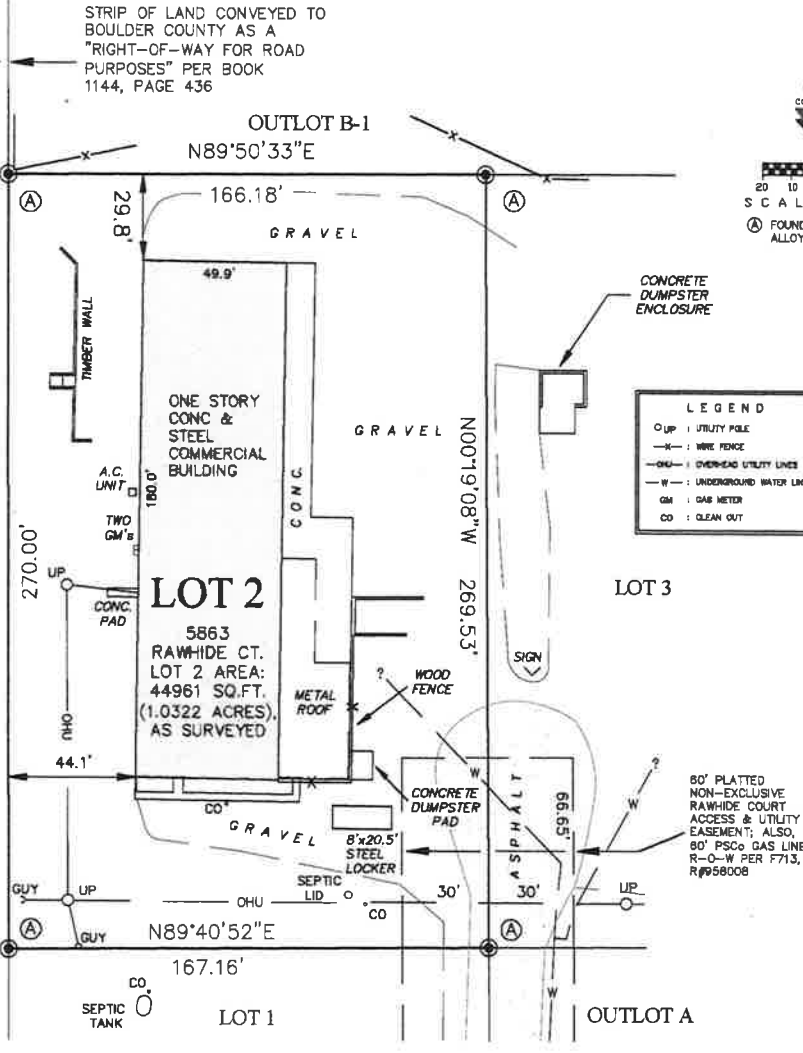 STRIP OF LAND CONVEYED TO
BOULDER COUNTY AS A
"RIGHT-OF-WAY FOR ROAD
PURPOSES" PER BOOK
1144, PAGE 436
OUTLOT B-1
N89°50'33"E
166.18'
29.8'
A
A
20 10
SCAL
A FOUND
ALLOY
GRAVEL
49.9'
CONCRETE
DUMPSTER
ENCLOSURE
TIMBER WALL
ONE STORY
CONC &
STEEL
COMMERCIAL
BUILDING
GRAVEL
LEGEND
UP : UTILITY POLE
—X— : WIRE FENCE
—OHU— : OVERHEAD UTILITY LINES
—W— : UNDERGROUND WATER LIN
GM : GAS METER
CO : CLEAN OUT
A.C.
UNIT
180.0'
CONC.
TWO
GM's
N00°19'08"W 269.53'
270.00'
UP
CONC.
PAD
LOT 2
5863
RAWHIDE CT.
LOT 2 AREA:
44961 SQ.FT.
(1.0322 ACRES),
AS SURVEYED
LOT 3
SIGN
METAL
ROOF
?
WOOD
FENCE
OHU
44.1'
X
W
?
W
CONCRETE
DUMPSTER
PAD
ASPHALT
66.65'
60' PLATTED
NON-EXCLUSIVE
RAWHIDE COURT
ACCESS & UTILITY
EASEMENT; ALSO,
60' PSCo GAS LINE
R-O-W PER F713,
R#958008
CO
GRAVEL
8'x20.5'
STEEL
LOCKER
SEPTIC
LID
CO
GUY
UP
OHU
30'
30'
UP
GUY
A
N89°40'52"E
A
167.16'
CO
SEPTIC
TANK
LOT 1
W
OUTLOT A